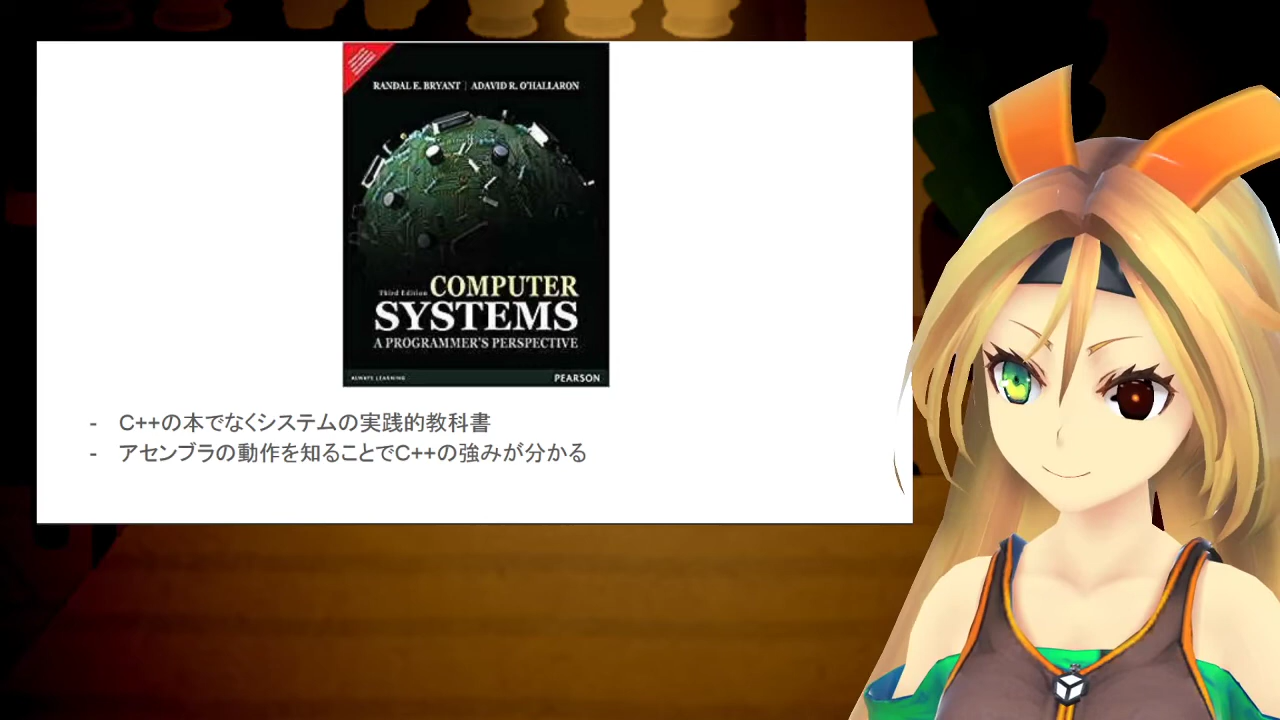 RANDAL E. BRYANT | ADAVID R. O'HALLARON
Third Edition COMPUTER
SYSTEMS
A PROGRAMMER'S PERSPECTIVE
ALWAYS LEARNING
PEARSON
- C++の本でなくシステムの実践的教科書
- アセンブラの動作を知ることでC++の強みが分かる